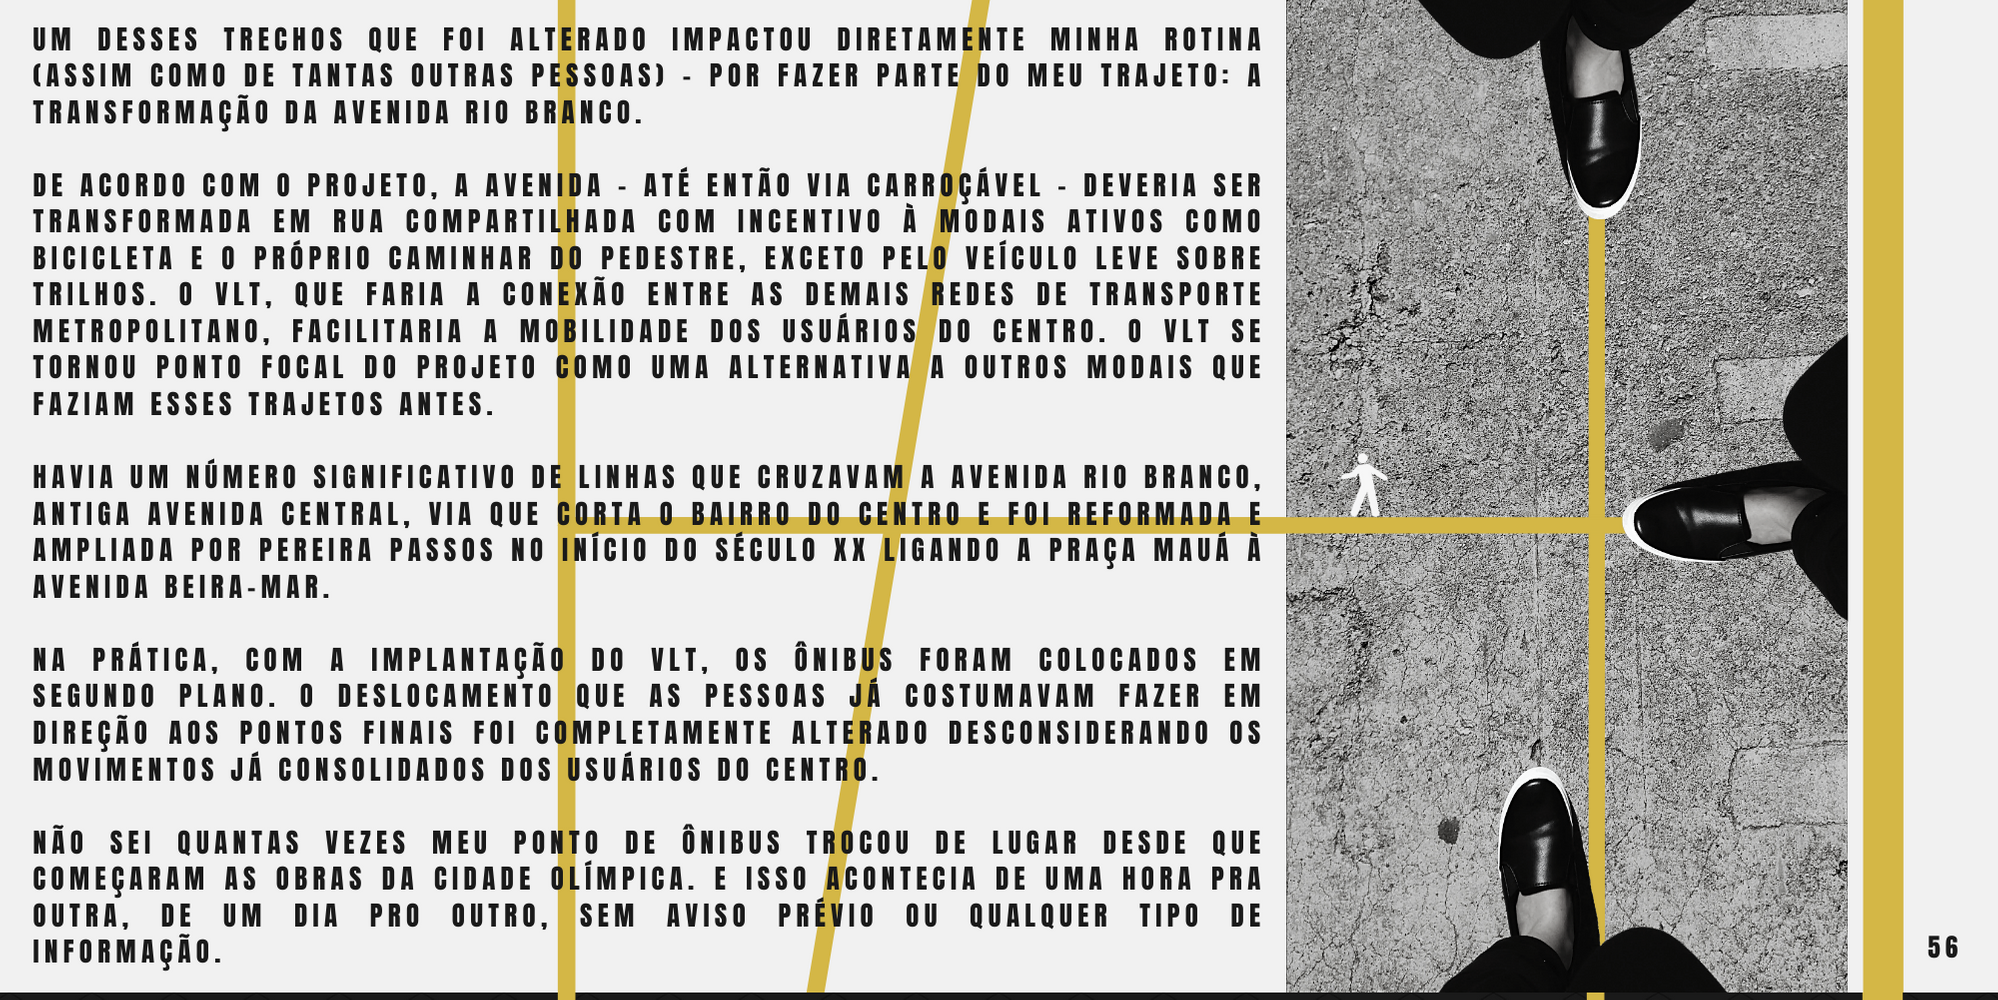 UM DESSES TRECHOS QUE FOI ALTERADO IMPACTOU DIRETAMENTE MINHA ROTINA
(ASSIM COMO DE TANTAS OUTRAS PESSOAS) - POR FAZER PARTE DO MEU TRAJETO: A
TRANSFORMAÇÃO DA AVENIDA RIO BRANCO.
DE ACORDO COM O PROJETO, A AVENIDA - ATÉ ENTÃO VIA CARROÇÁVEL - DEVERIA SER
TRANSFORMADA EM RUA COMPARTILHADA COM INCENTIVO À MODAIS ATIVOS COMO
BICICLETA E O PRÓPRIO CAMINHAR DO PEDESTRE, EXCETO PELO VEÍCULO LEVE SOBRE
TRILHOS. O VLT, QUE FARIA A CONEXÃO ENTRE AS DEMAIS REDES DE TRANSPORTE
METROPOLITANO, FACILITARIA A MOBILIDADE DOS USUÁRIOS DO CENTRO. O VLT SE
TORNOU PONTO FOCAL DO PROJETO COMO UMA ALTERNATIVA A OUTROS MODAIS QUE
FAZIAM ESSES TRAJETOS ANTES.
HAVIA UM NÚMERO SIGNIFICATIVO DE LINHAS QUE CRUZAVAM A AVENIDA RIO BRANCO,
ANTIGA AVENIDA CENTRAL, VIA QUE CORTA O BAIRRO DO CENTRO E FOI REFORMADA E
AMPLIADA POR PEREIRA PASSOS NO INÍCIO DO SÉCULO XX LIGANDO A PRAÇA MAUÁ À
AVENIDA BEIRA-MAR.
NA PRÁTICA, COM A IMPLANTAÇÃO DO VLT, OS ÔNIBUS FORAM COLOCADOS EM
SEGUNDO PLANO. O DESLOCAMENTO QUE AS PESSOAS JÁ COSTUMAVAM FAZER EM
DIREÇÃO AOS PONTOS FINAIS FOI COMPLETAMENTE ALTERADO DESCONSIDERANDO OS
MOVIMENTOS JÁ CONSOLIDADOS DOS USUÁRIOS DO CENTRO.
NÃO SEI QUANTAS VEZES MEU PONTO DE ÔNIBUS TROCOU DE LUGAR DESDE QUE
COMEÇARAM AS OBRAS DA CIDADE OLÍMPICA. E ISSO ACONTECIA DE UMA HORA PRA
OUTRA, DE UM DIA PRO OUTRO, SEM AVISO PRÉVIO OU QUALQUER TIPO DE
INFORMAÇÃO.
56